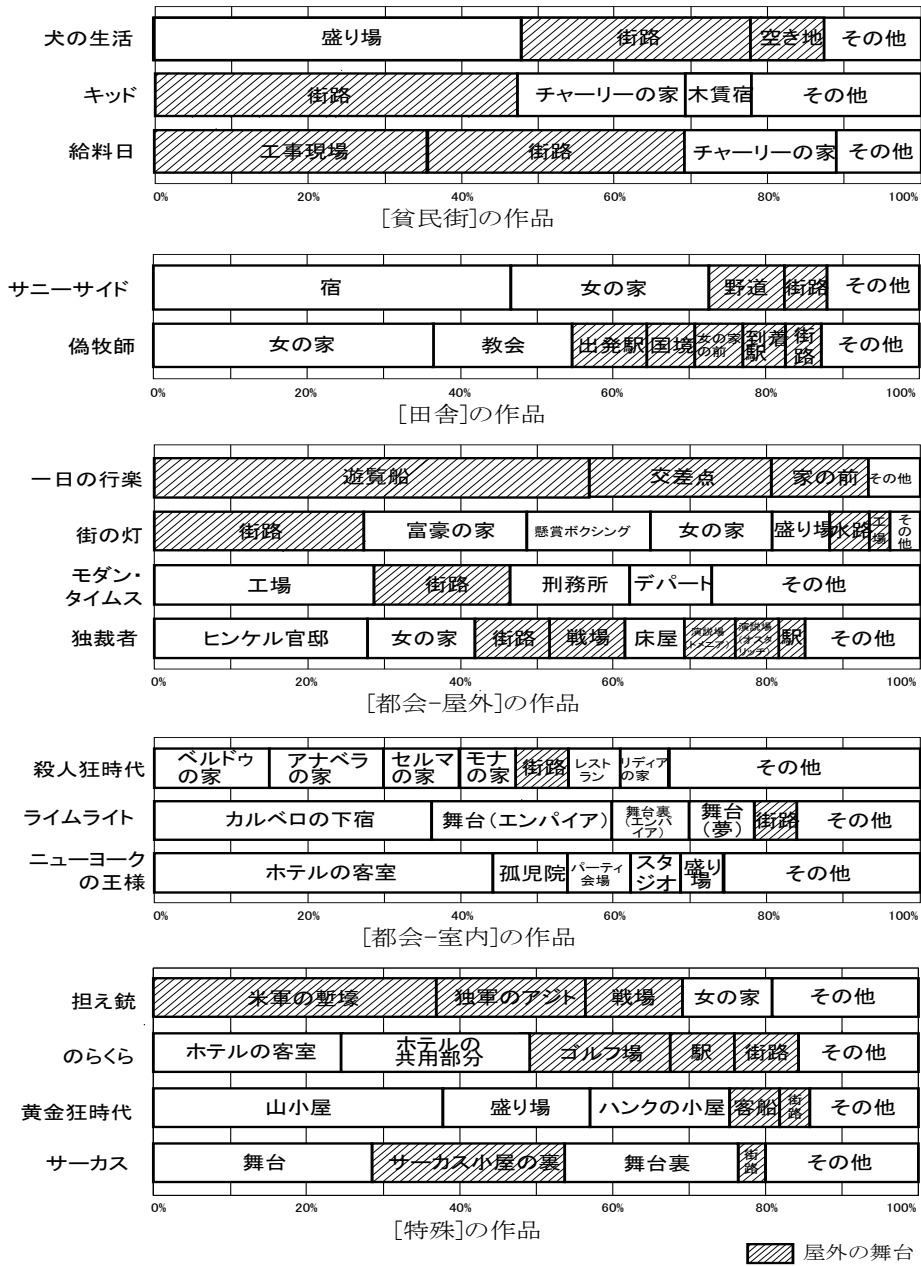 犬の生活 盛り場 街路 空き地 その他
キッド 街路 チャーリーの家 木賃宿 その他
給料日 工事現場 街路 チャーリーの家 その他
0% 20% 40% 60% 80% 100%
[貧民街]の作品
サニーサイド 宿 女の家 野道 街路 その他
偽牧師 女の家 教会 出発駅 国境 女の家の前 到着駅 街路 その他
0% 20% 40% 60% 80% 100%
[田舎]の作品
一日の行楽 遊覧船 交差点 家の前 その他
街の灯 街路 富豪の家 懸賞ボクシング 女の家 盛り場 水路 工場 その他
モダン・
タイムス 工場 街路 刑務所 デパート その他
独裁者 ヒンケル官邸 女の家 街路 戦場 床屋 演説場(トメニア) 演説場(オスタリッチ) 駅 その他
0% 20% 40% 60% 80% 100%
[都会-屋外]の作品
殺人狂時代 ベルドゥの家 アナベラの家 セルマの家 モナの家 街路 レストラン リディアの家 その他
ライムライト カルベロの下宿 舞台(エンパイア) 舞台裏(エンパイア) 舞台(夢) 街路 その他
ニューヨーク
の王様 ホテルの客室 孤児院 パーティ会場 スタジオ 盛り場 その他
0% 20% 40% 60% 80% 100%
[都会-室内]の作品
担え銃 米軍の塹壕 独軍のアジト 戦場 女の家 その他
のらくら ホテルの客室 ホテルの共用部分 ゴルフ場 駅 街路 その他
黄金狂時代 山小屋 盛り場 ハンクの小屋 客船 街路 その他
サーカス 舞台 サーカス小屋の裏 舞台裏 街路 その他
0% 20% 40% 60% 80% 100%
[特殊]の作品
屋外の舞台